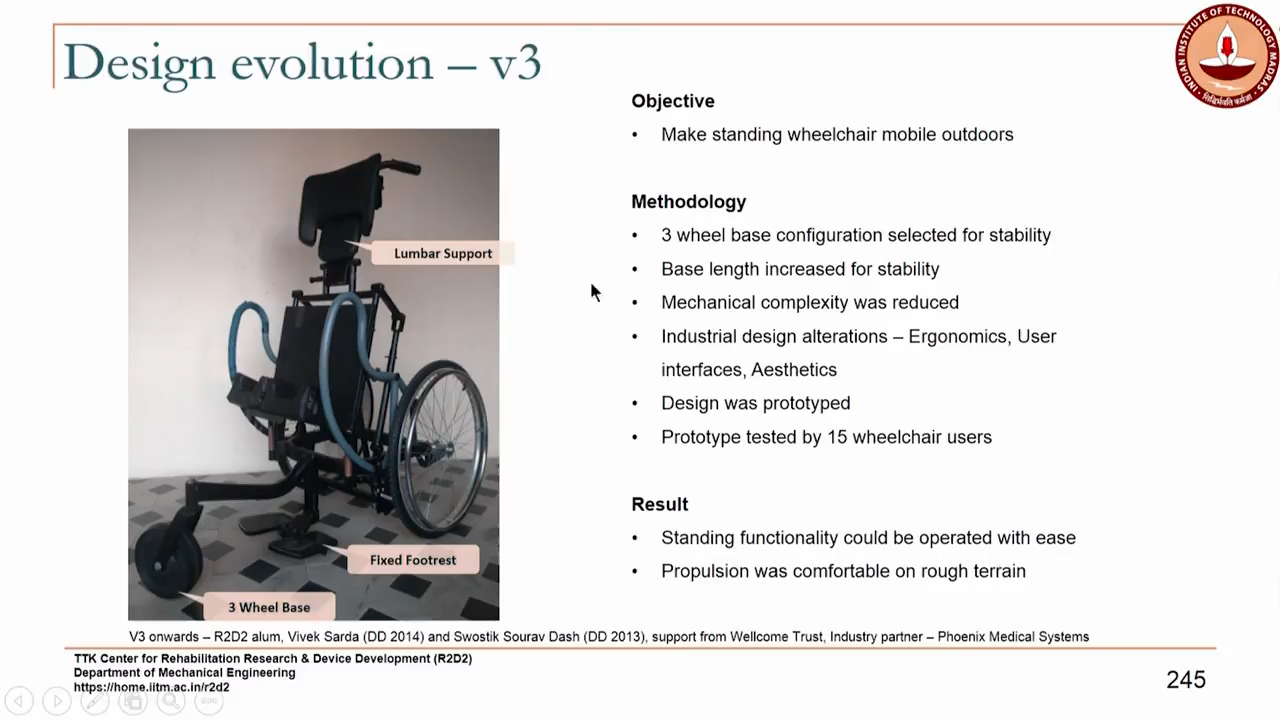 Design evolution – v3
INDIAN INSTITUTE OF TECHNOLOGY MADRAS
सिद्धिर्भवति कर्मजा
Objective
• Make standing wheelchair mobile outdoors
Methodology
• 3 wheel base configuration selected for stability
• Base length increased for stability
• Mechanical complexity was reduced
• Industrial design alterations – Ergonomics, User
interfaces, Aesthetics
• Design was prototyped
• Prototype tested by 15 wheelchair users
Result
• Standing functionality could be operated with ease
• Propulsion was comfortable on rough terrain
Lumbar Support
Fixed Footrest
3 Wheel Base
V3 onwards – R2D2 alum, Vivek Sarda (DD 2014) and Swostik Sourav Dash (DD 2013), support from Wellcome Trust, Industry partner – Phoenix Medical Systems
TTK Center for Rehabilitation Research & Device Development (R2D2)
Department of Mechanical Engineering
https://home.iitm.ac.in/r2d2
245